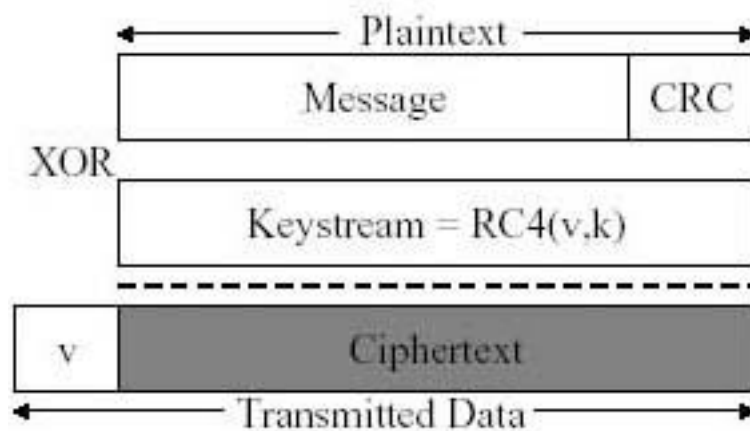 Plaintext
Message CRC
XOR
Keystream = RC4(v,k)
v Ciphertext
Transmitted Data